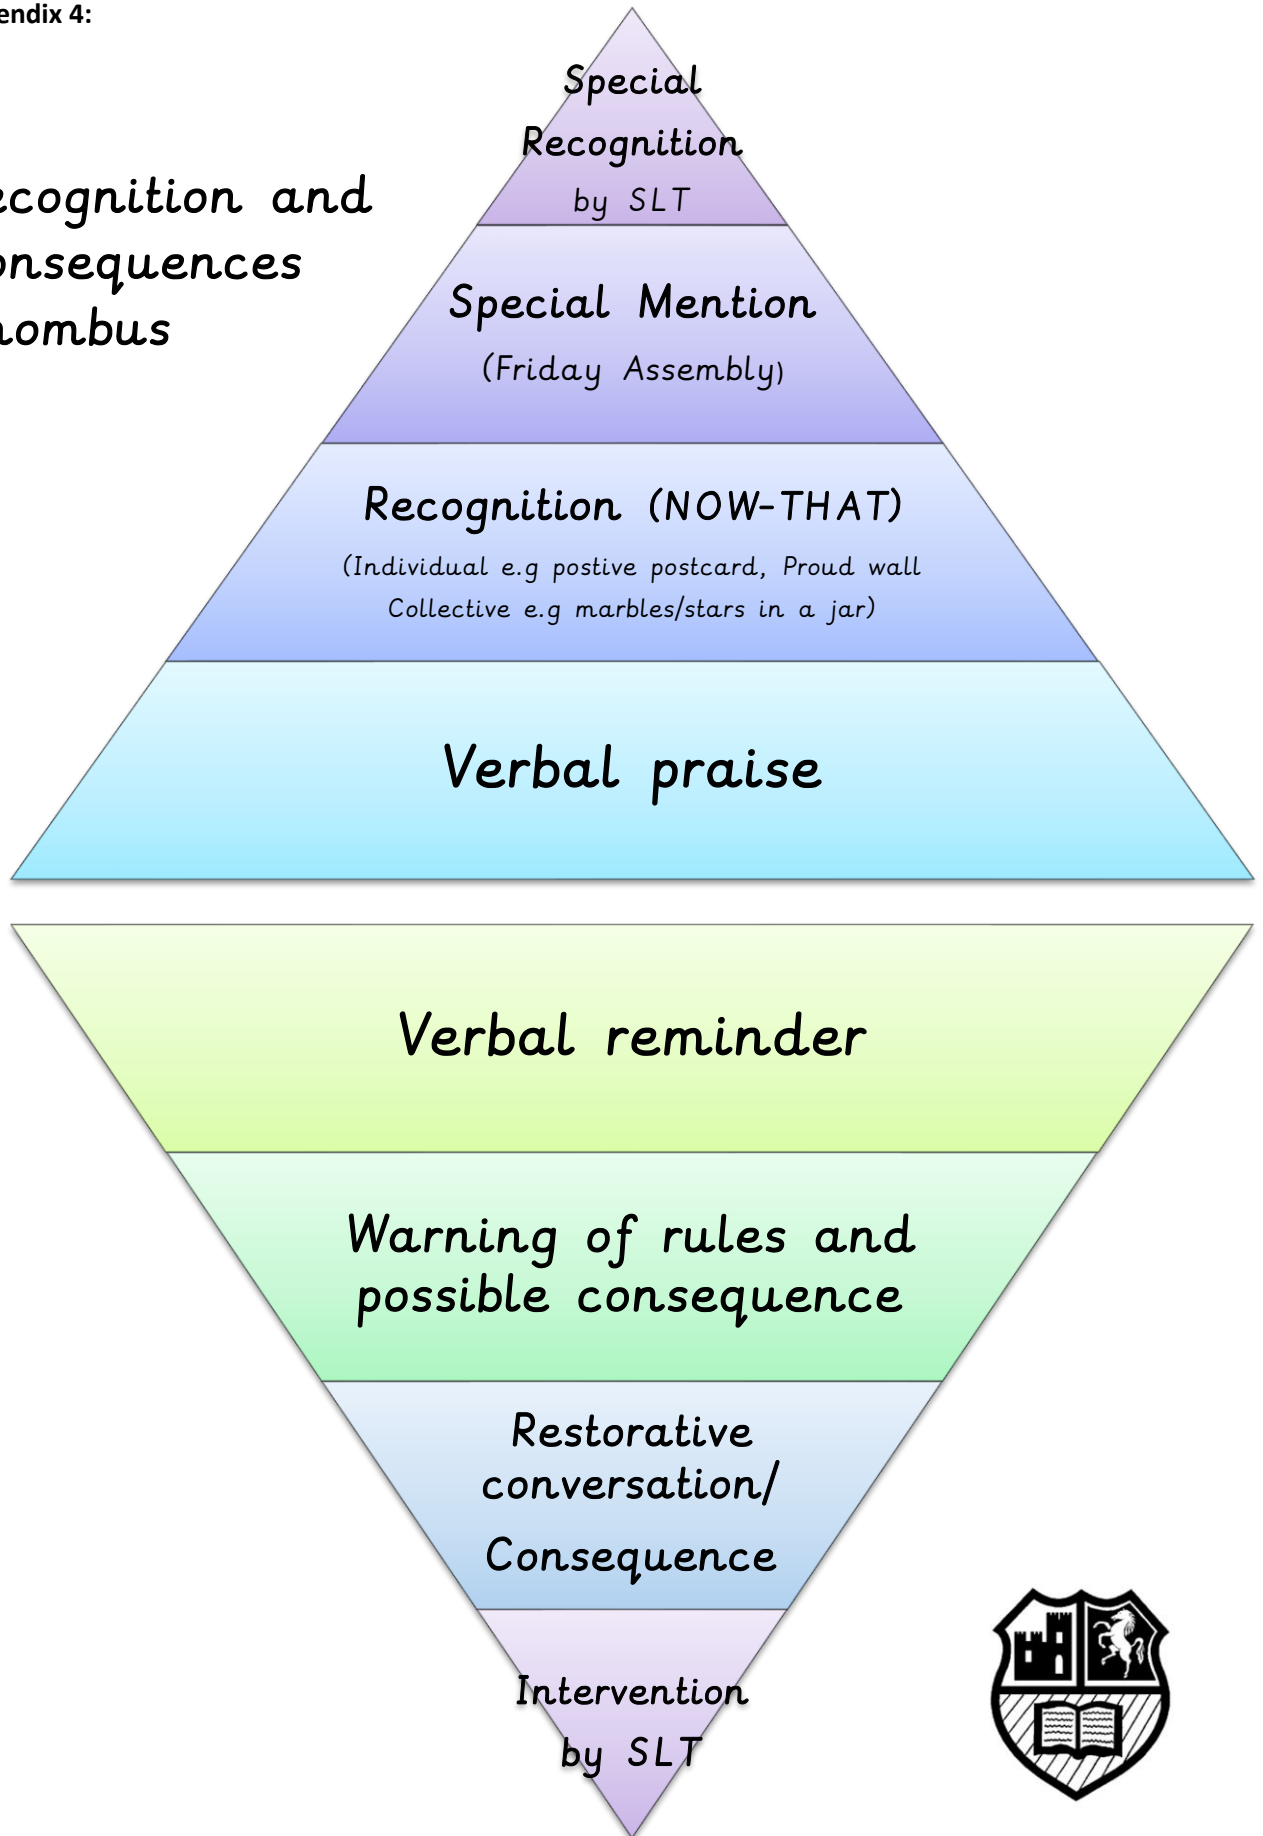 endix 4:
ecognition and
onsequences
hombus
Special
Recognition
by SLT
Special Mention
(Friday Assembly)
Recognition (NOW-THAT)
(Individual e.g postive postcard, Proud wall
Collective e.g marbles/stars in a jar)
Verbal praise
Verbal reminder
Warning of rules and
possible consequence
Restorative
conversation/
Consequence
Intervention
by SLT